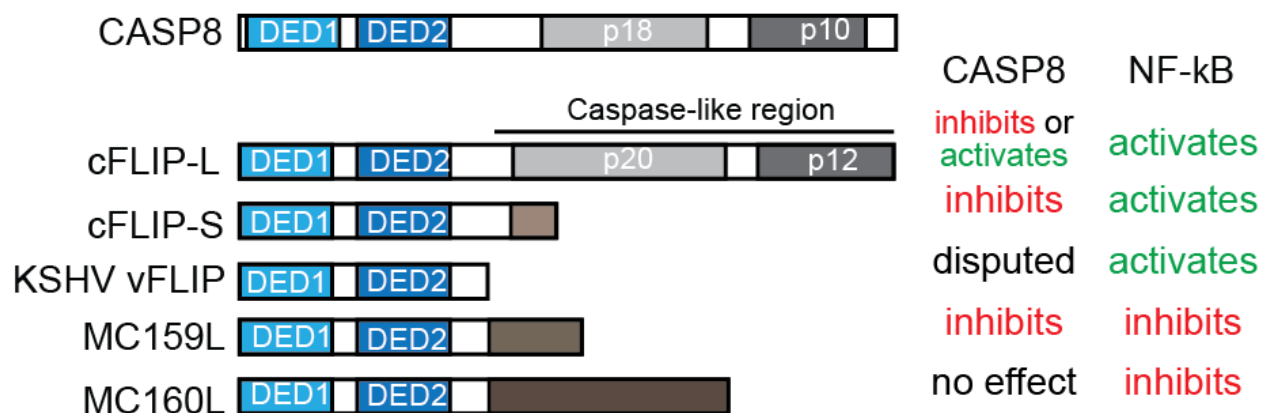 CASP8 DED1 DED2 p18 p10
CASP8 NF-kB
Caspase-like region
cFLIP-L DED1 DED2 p20 p12 inhibits or activates activates
cFLIP-S DED1 DED2 inhibits activates
KSHV vFLIP DED1 DED2 disputed activates
MC159L DED1 DED2 inhibits inhibits
MC160L DED1 DED2 no effect inhibits